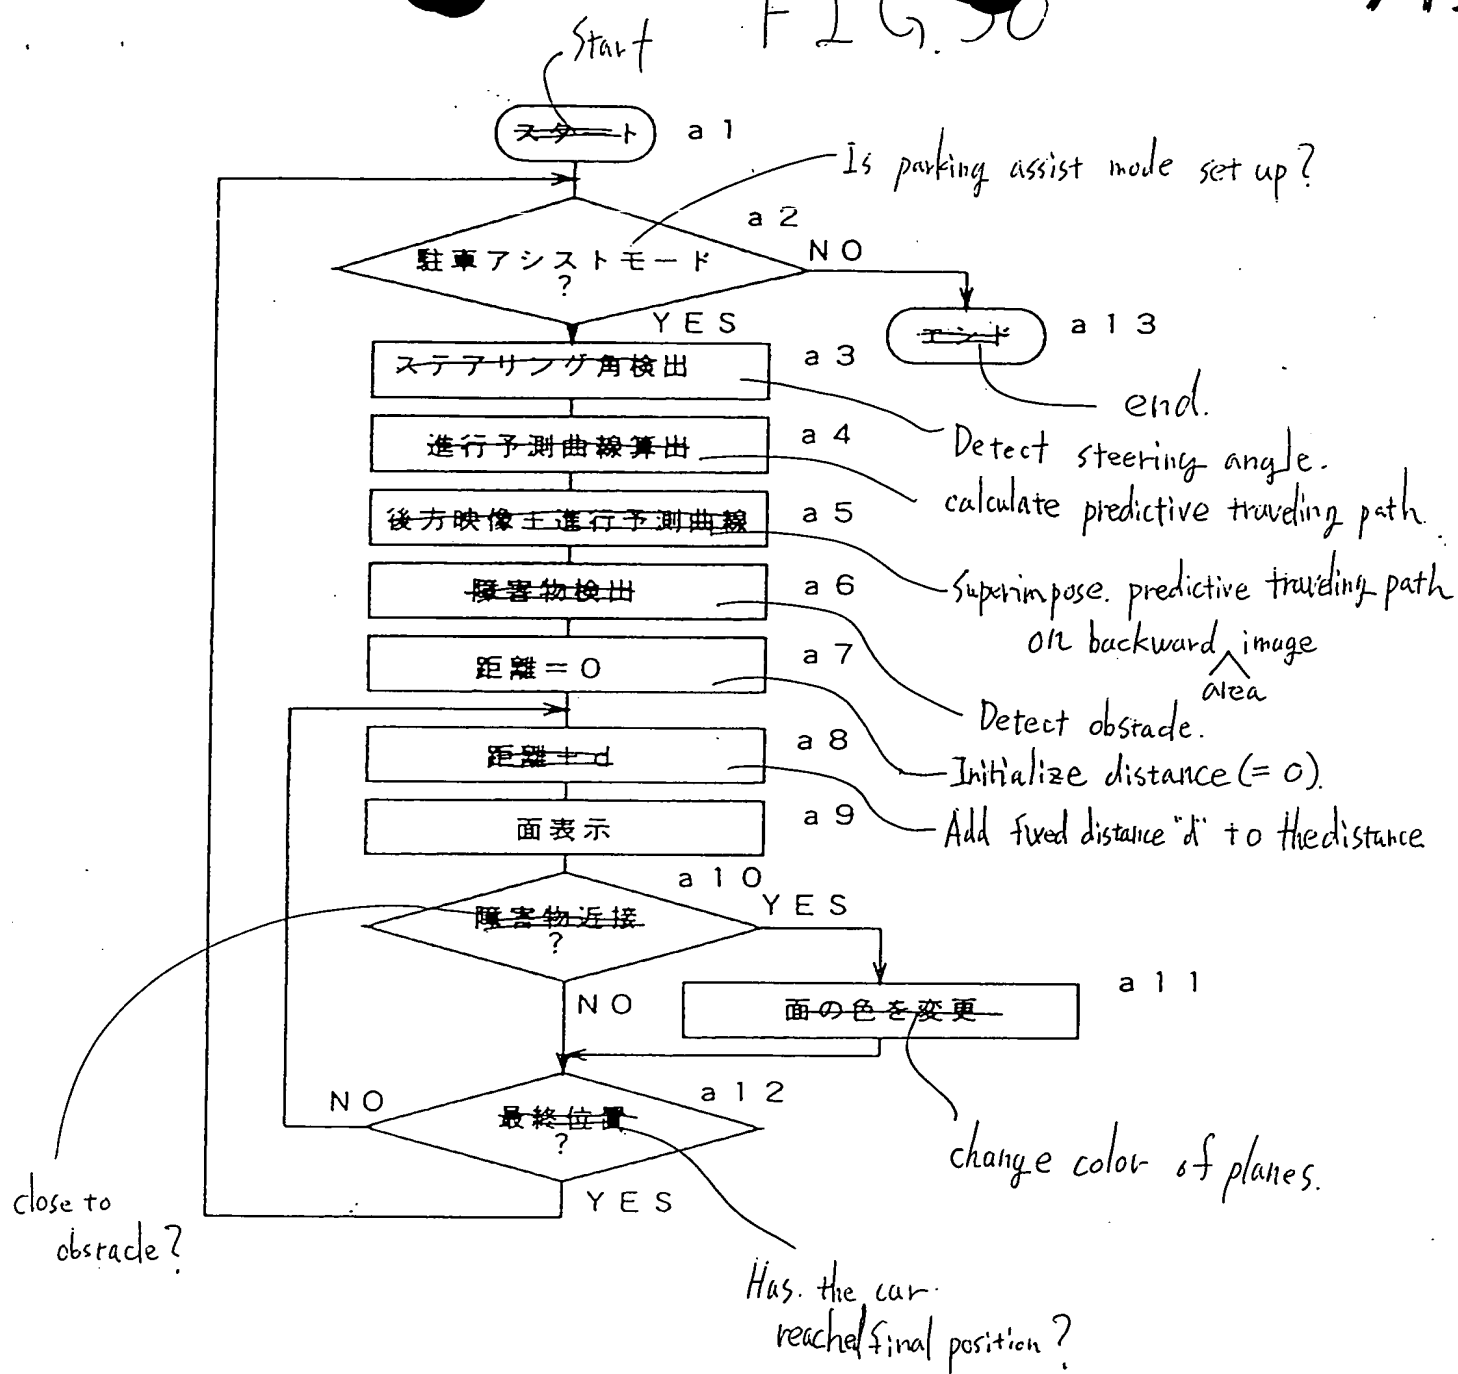 FIG. 30
Start
スタート a1
Is parking assist mode set up?
a2
駐車アシストモード
?
NO
YES
エンド a13
end.
ステアリング角検出 a3
Detect steering angle.
進行予測曲線算出 a4
calculate predictive traveling path.
後方映像上進行予測曲線 a5
Superimpose. predictive traveling path
on backward area image
障害物検出 a6
Detect obstacle.
距離=0 a7
Initialize distance (= 0).
距離+d a8
Add fixed distance "d" to the distance
面表示 a9
a10
障害物近接
?
YES
NO
close to
obstacle?
a11
面の色を変更
change color of planes.
a12
最終位置
?
NO
YES
Has. the car
reached final position?